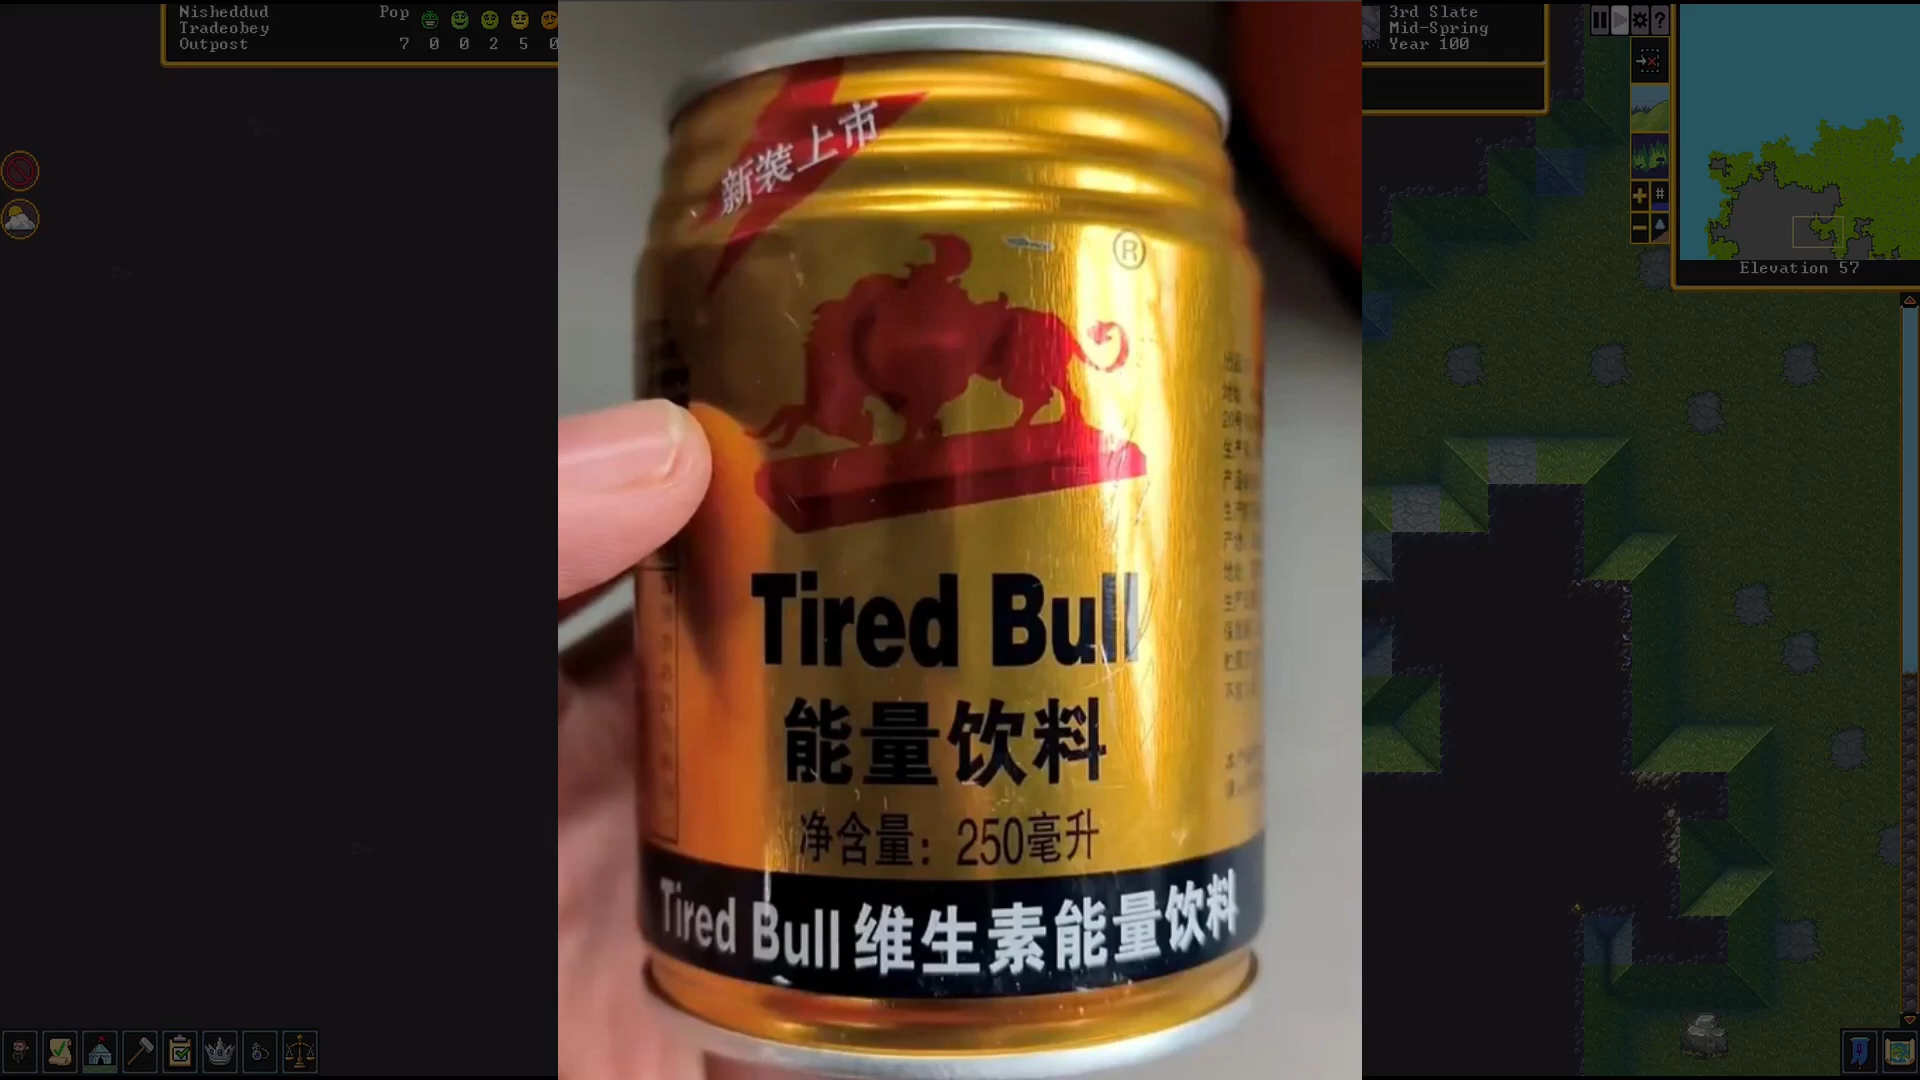 Nisheddud
Tradeobey
Outpost
Pop
7 0 0 2 5 0
3rd Slate
Mid-Spring
Year 100
Elevation 57
新装上市
®
Tired Bull
能量饮料
净含量：250毫升
Tired Bull 维生素能量饮料